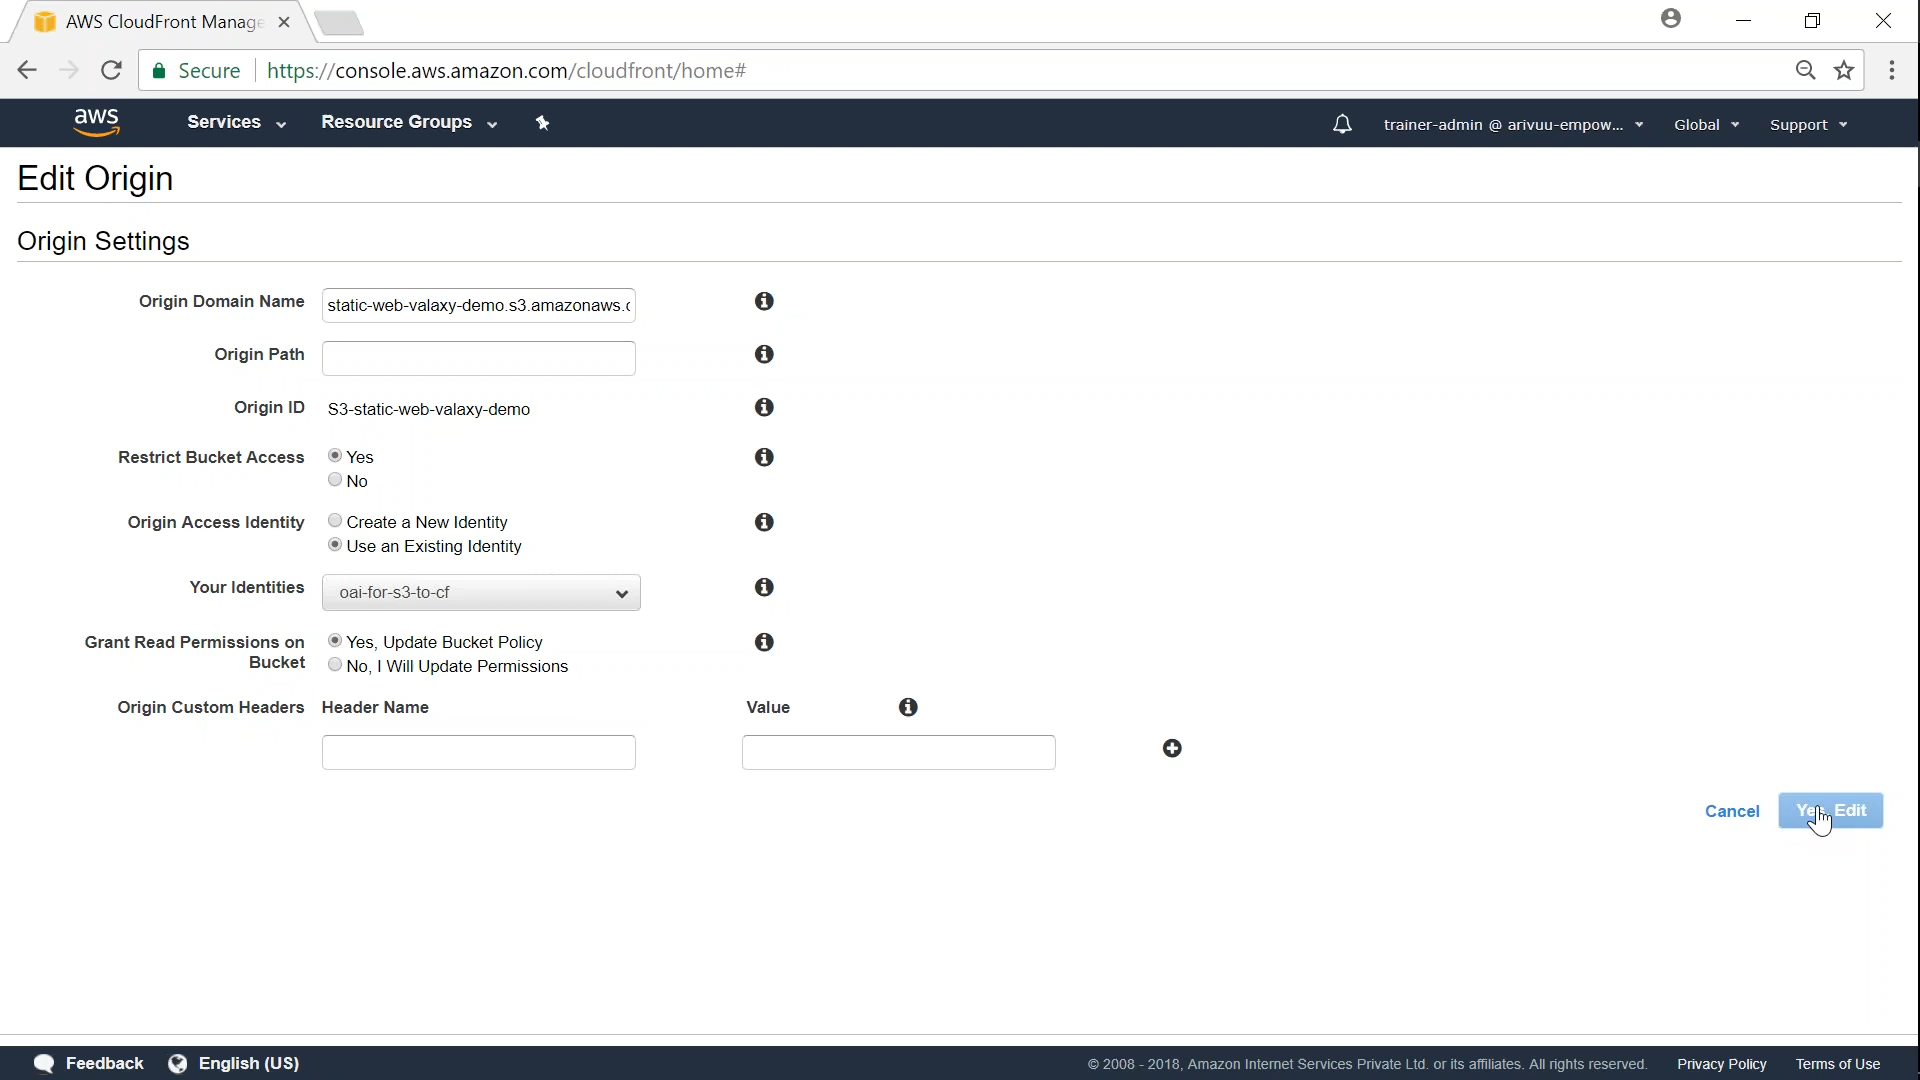 AWS CloudFront Manage
Secure https://console.aws.amazon.com/cloudfront/home#
aws Services Resource Groups trainer-admin @ arivuu-empow... Global Support
Edit Origin
Origin Settings
Origin Domain Name static-web-valaxy-demo.s3.amazonaws.c
Origin Path
Origin ID S3-static-web-valaxy-demo
Restrict Bucket Access Yes
No
Origin Access Identity Create a New Identity
Use an Existing Identity
Your Identities oai-for-s3-to-cf
Grant Read Permissions on Yes, Update Bucket Policy
Bucket No, I Will Update Permissions
Origin Custom Headers Header Name Value
Cancel Yes, Edit
Feedback English (US) © 2008 - 2018, Amazon Internet Services Private Ltd. or its affiliates. All rights reserved. Privacy Policy Terms of Use